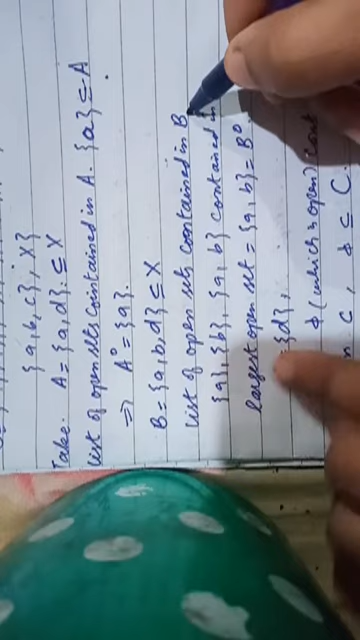 {a,b,c}, X}
Take. A = {a,d} ⊆ X
List of open sets contained in A. {a} ⊆ A
⇒ A° = {a}.
B = {a,b,d} ⊆ X
List of open sets contained in B
{a}, {b}, {a, b} contained in
largest open set = {a,b} = B°
= {d},
ϕ (which is open) Cont
C, ϕ ⊆ C.